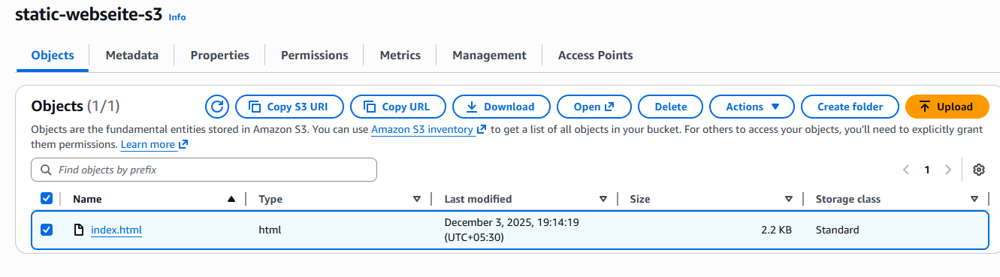 static-webseite-s3 Info
Objects Metadata Properties Permissions Metrics Management Access Points
Objects (1/1) Copy S3 URI Copy URL Download Open Delete Actions Create folder Upload
Objects are the fundamental entities stored in Amazon S3. You can use Amazon S3 inventory to get a list of all objects in your bucket. For others to access your objects, you'll need to explicitly grant
them permissions. Learn more
Find objects by prefix 1
Name Type Last modified Size Storage class
index.html html December 3, 2025, 19:14:19 2.2 KB Standard
(UTC+05:30)